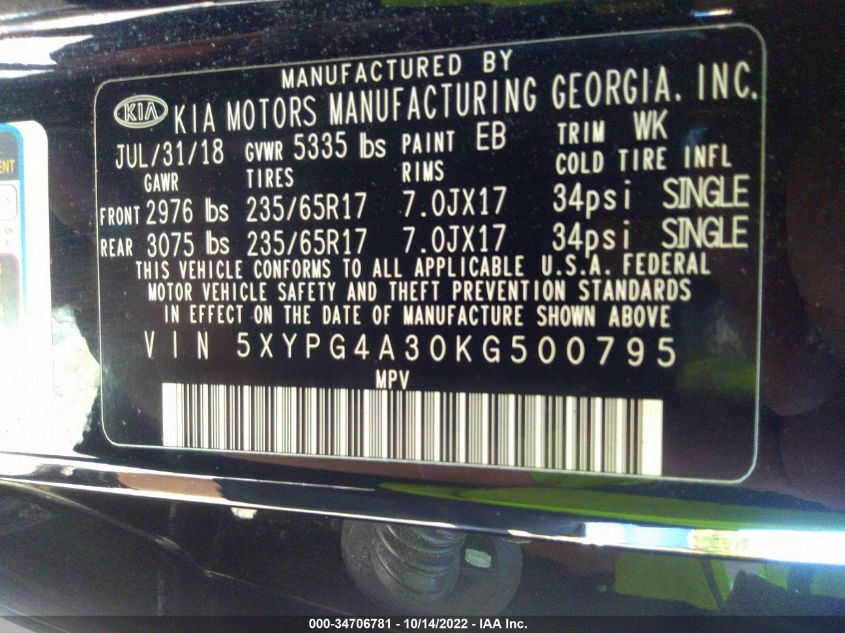 MANUFACTURED BY
KIA KIA MOTORS MANUFACTURING GEORGIA. INC.
JUL/31/18 GVWR 5335 lbs PAINT EB TRIM WK
GAWR TIRES RIMS COLD TIRE INFL
FRONT 2976 lbs 235/65R17 7.0JX17 34psi SINGLE
REAR 3075 lbs 235/65R17 7.0JX17 34psi SINGLE
THIS VEHICLE CONFORMS TO ALL APPLICABLE U.S.A. FEDERAL
MOTOR VEHICLE SAFETY AND THEFT PREVENTION STANDARDS
IN EFFECT ON THE DATE OF MANUFACTURE SHOWN ABOVE
VIN 5XYPG4A30KG500795
MPV
000-34706781 - 10/14/2022 - IAA Inc.